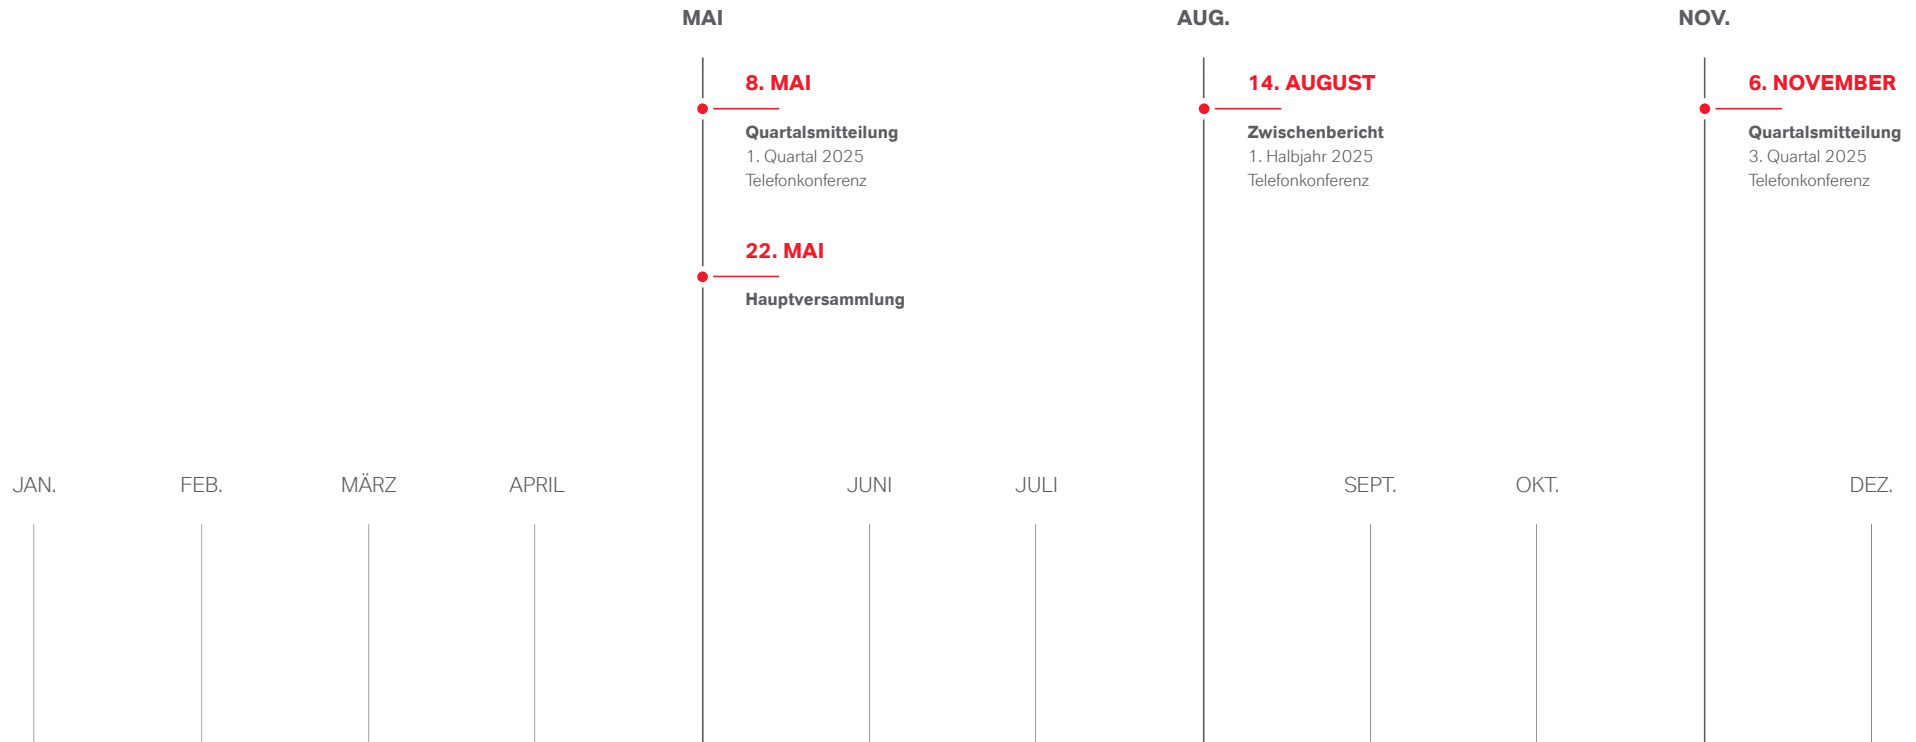 MAI
8. MAI
Quartalsmitteilung
1. Quartal 2025
Telefonkonferenz
22. MAI
Hauptversammlung
AUG.
14. AUGUST
Zwischenbericht
1. Halbjahr 2025
Telefonkonferenz
NOV.
6. NOVEMBER
Quartalsmitteilung
3. Quartal 2025
Telefonkonferenz
JAN.
FEB.
MÄRZ
APRIL
JUNI
JULI
SEPT.
OKT.
DEZ.